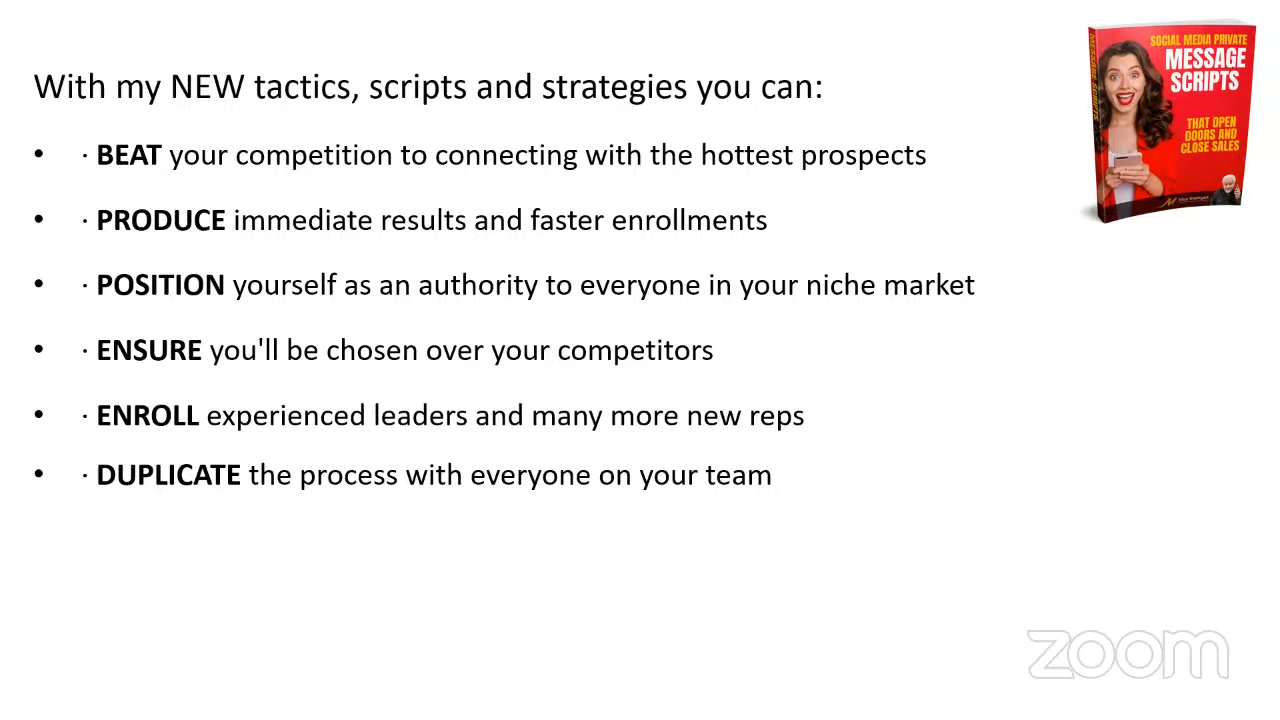 With my NEW tactics, scripts and strategies you can:
• · BEAT your competition to connecting with the hottest prospects
• · PRODUCE immediate results and faster enrollments
• · POSITION yourself as an authority to everyone in your niche market
• · ENSURE you'll be chosen over your competitors
• · ENROLL experienced leaders and many more new reps
• · DUPLICATE the process with everyone on your team
SOCIAL MEDIA PRIVATE
MESSAGE
SCRIPTS
THAT OPEN
DOORS AND
CLOSE SALES
MESSAGE SCRIPTS
zoom